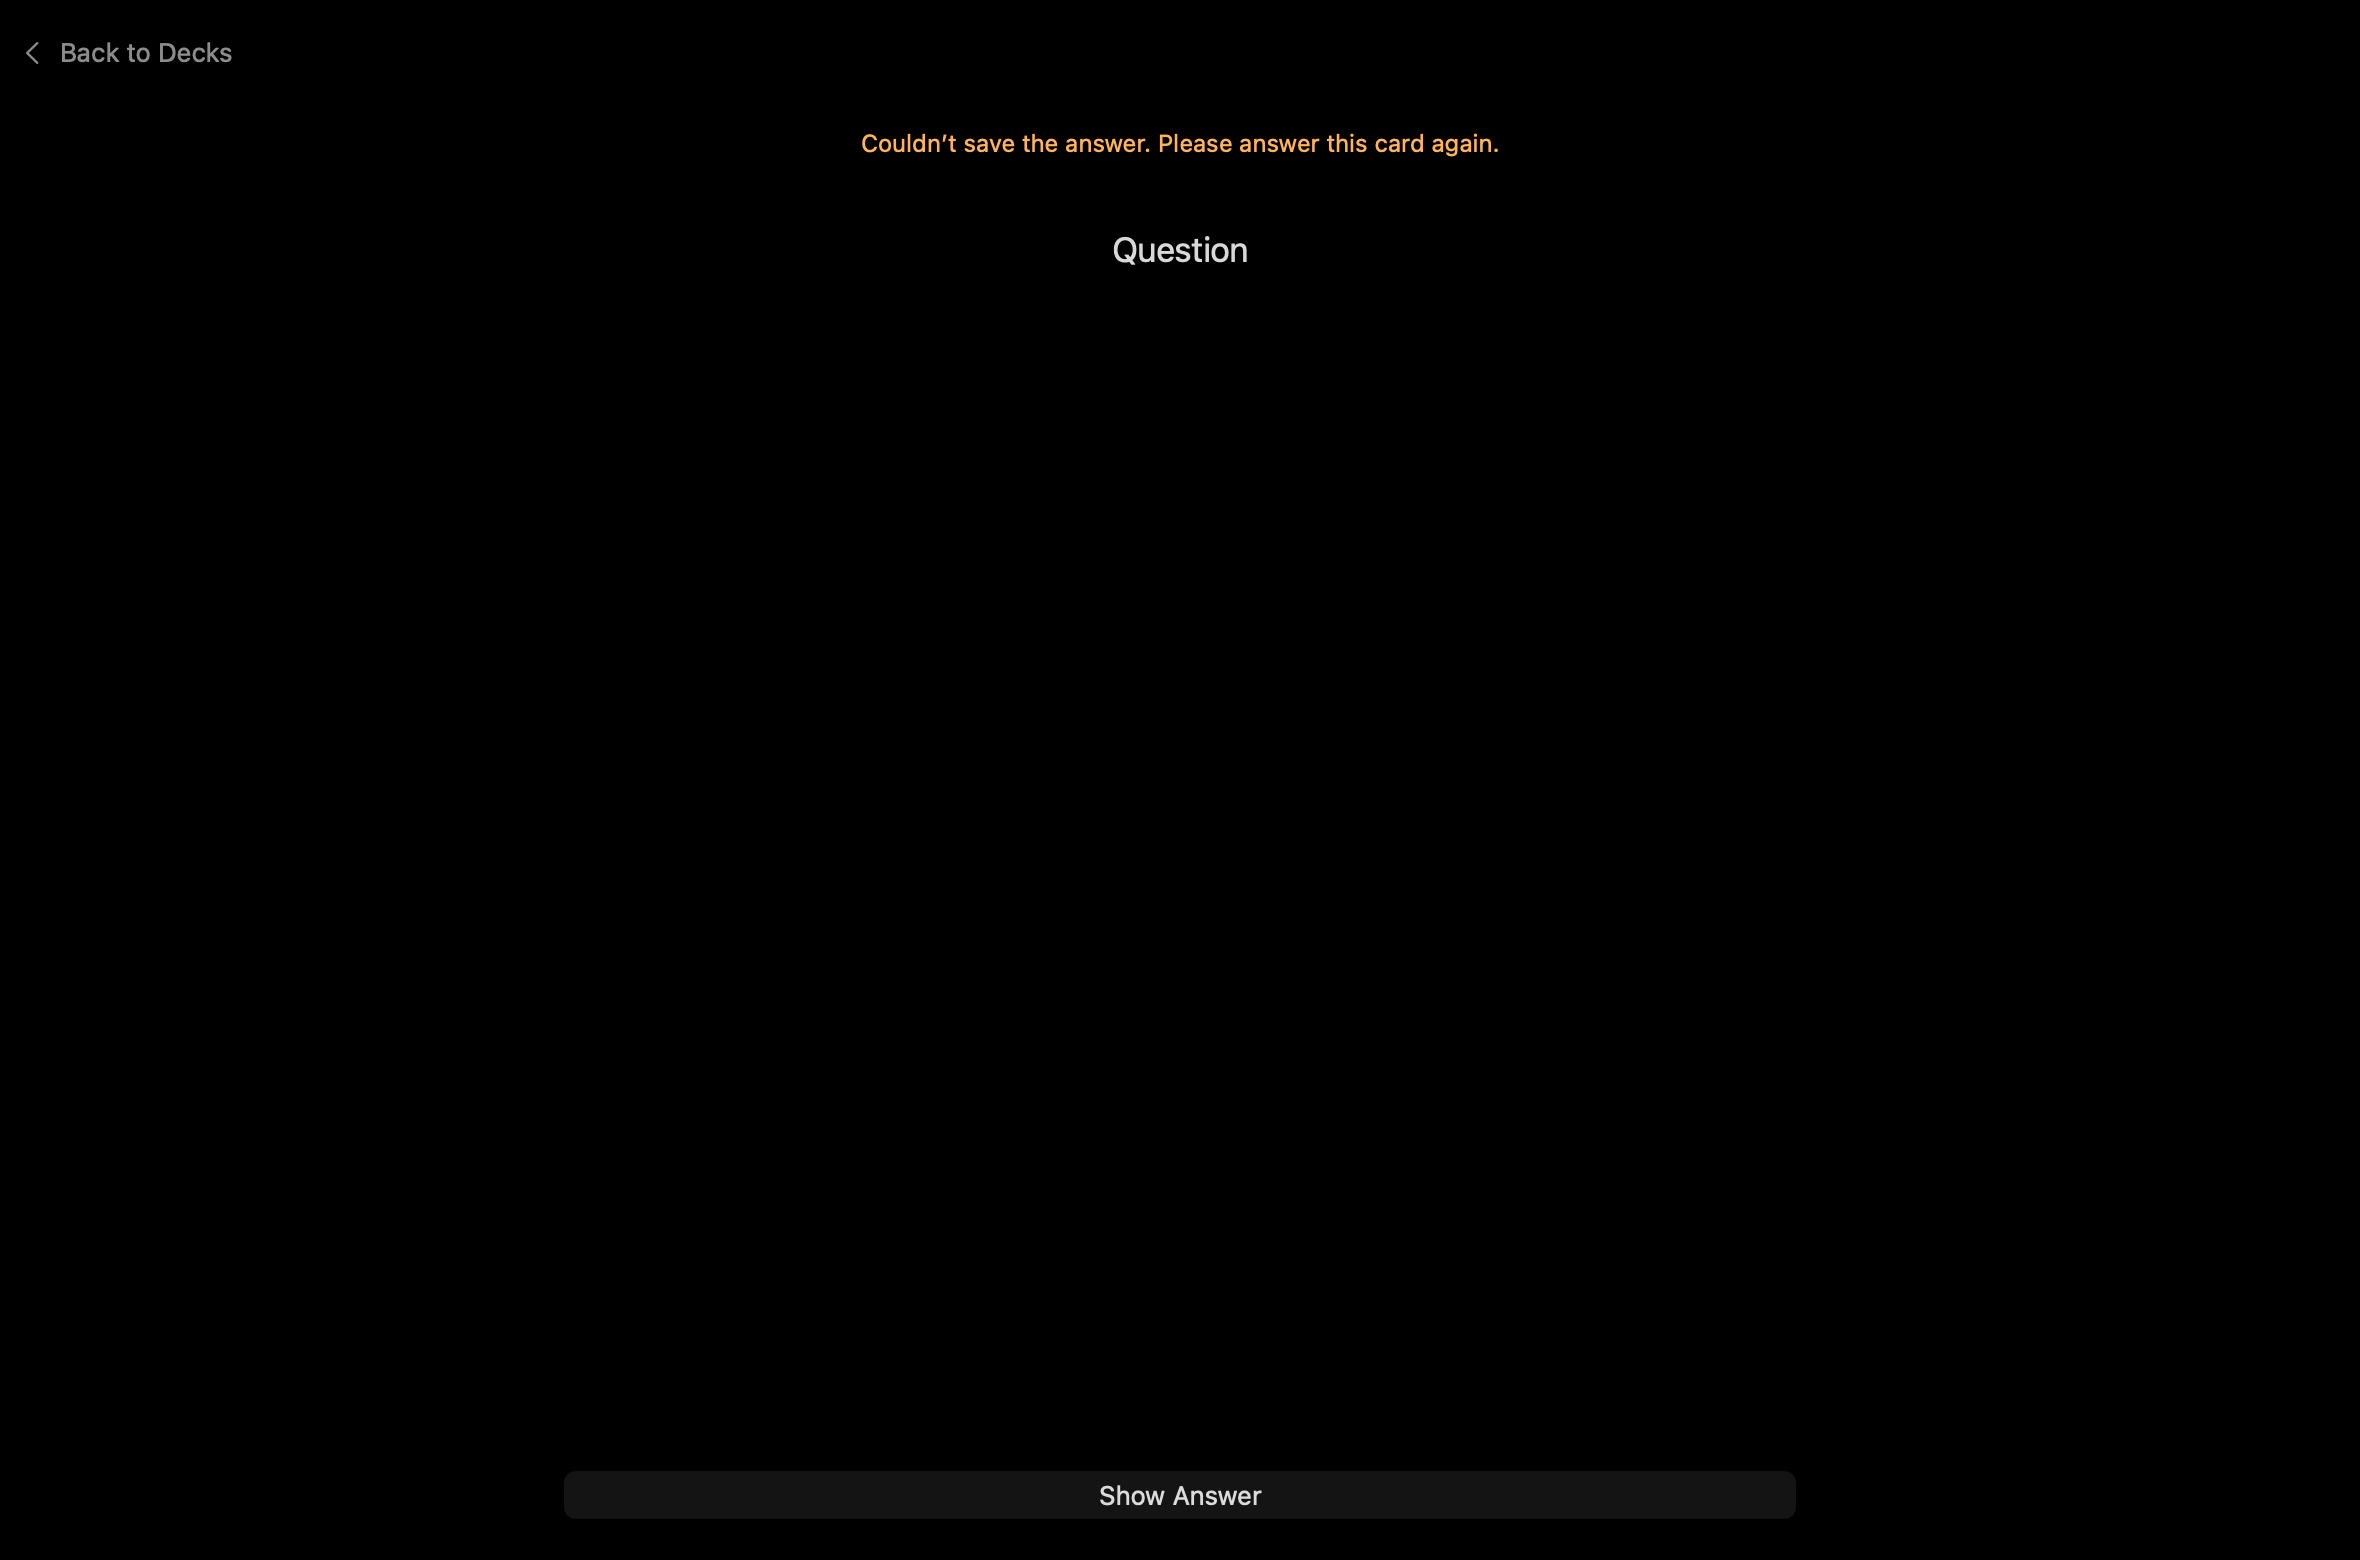 Back to Decks
Couldn’t save the answer. Please answer this card again.
Question
Show Answer